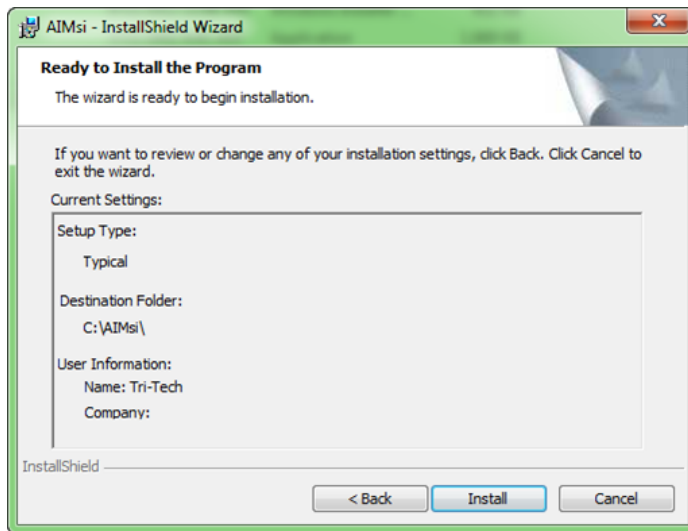 AIMsi - InstallShield Wizard
Ready to Install the Program
The wizard is ready to begin installation.
If you want to review or change any of your installation settings, click Back. Click Cancel to
exit the wizard.
Current Settings:
Setup Type:
Typical
Destination Folder:
C:\AIMsi\
User Information:
Name: Tri-Tech
Company:
InstallShield
< Back
Install
Cancel